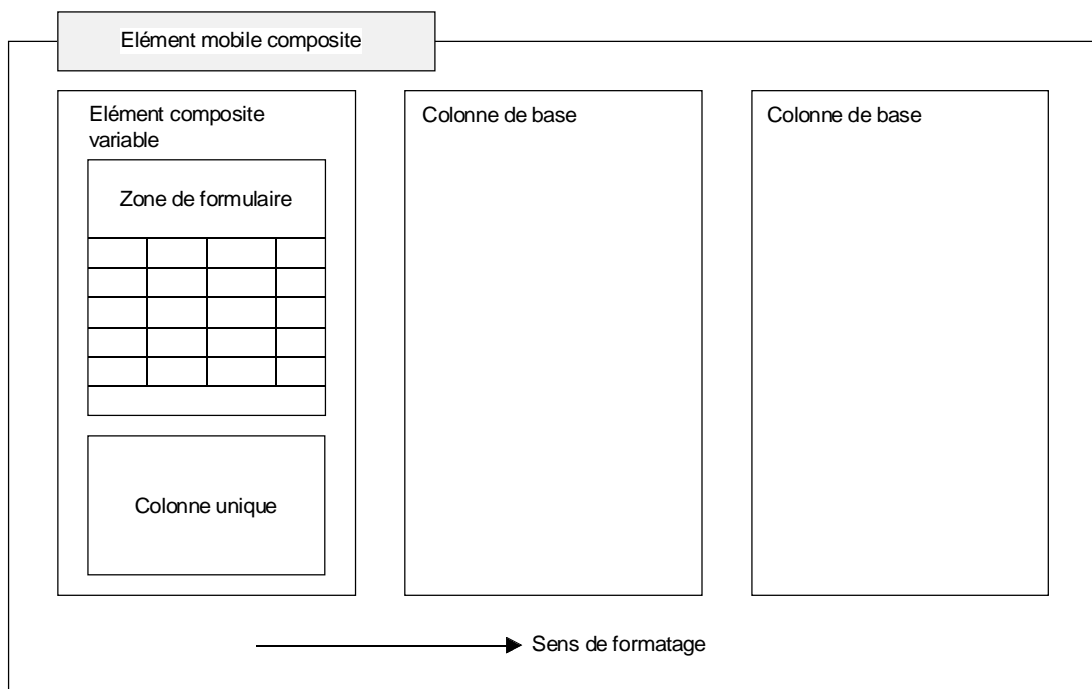 Elément mobile composite
Elément composite
variable
Zone de formulaire
Colonne unique
Colonne de base
Colonne de base
Sens de formatage